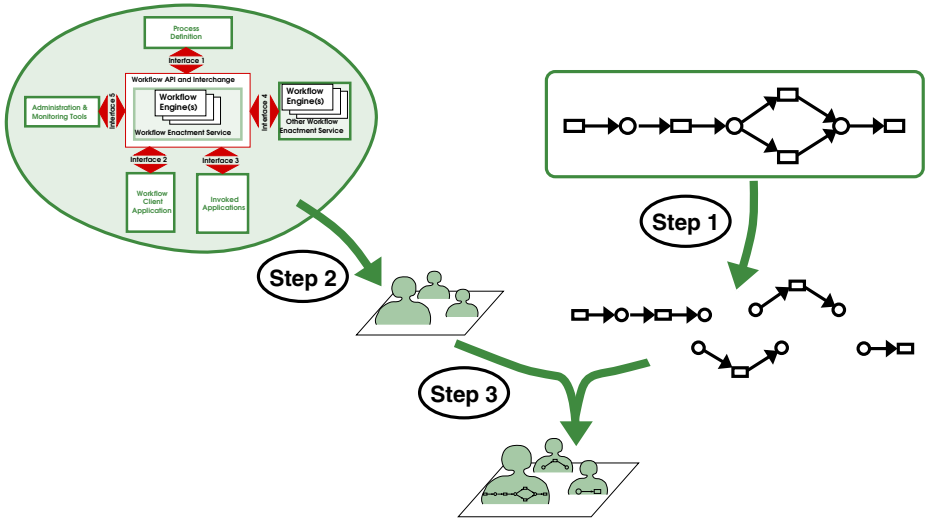 Process
Definition
Interface 1
Workflow API and Interchange
Workflow
Engine(s)
Workflow Enactment Service
Administration &
Monitoring Tools
Interface 5
Interface 4
Workflow
Engine(s)
Other Workflow
Enactment Service
Interface 2
Interface 3
Workflow
Client
Application
Invoked
Applications
Step 1
Step 2
Step 3